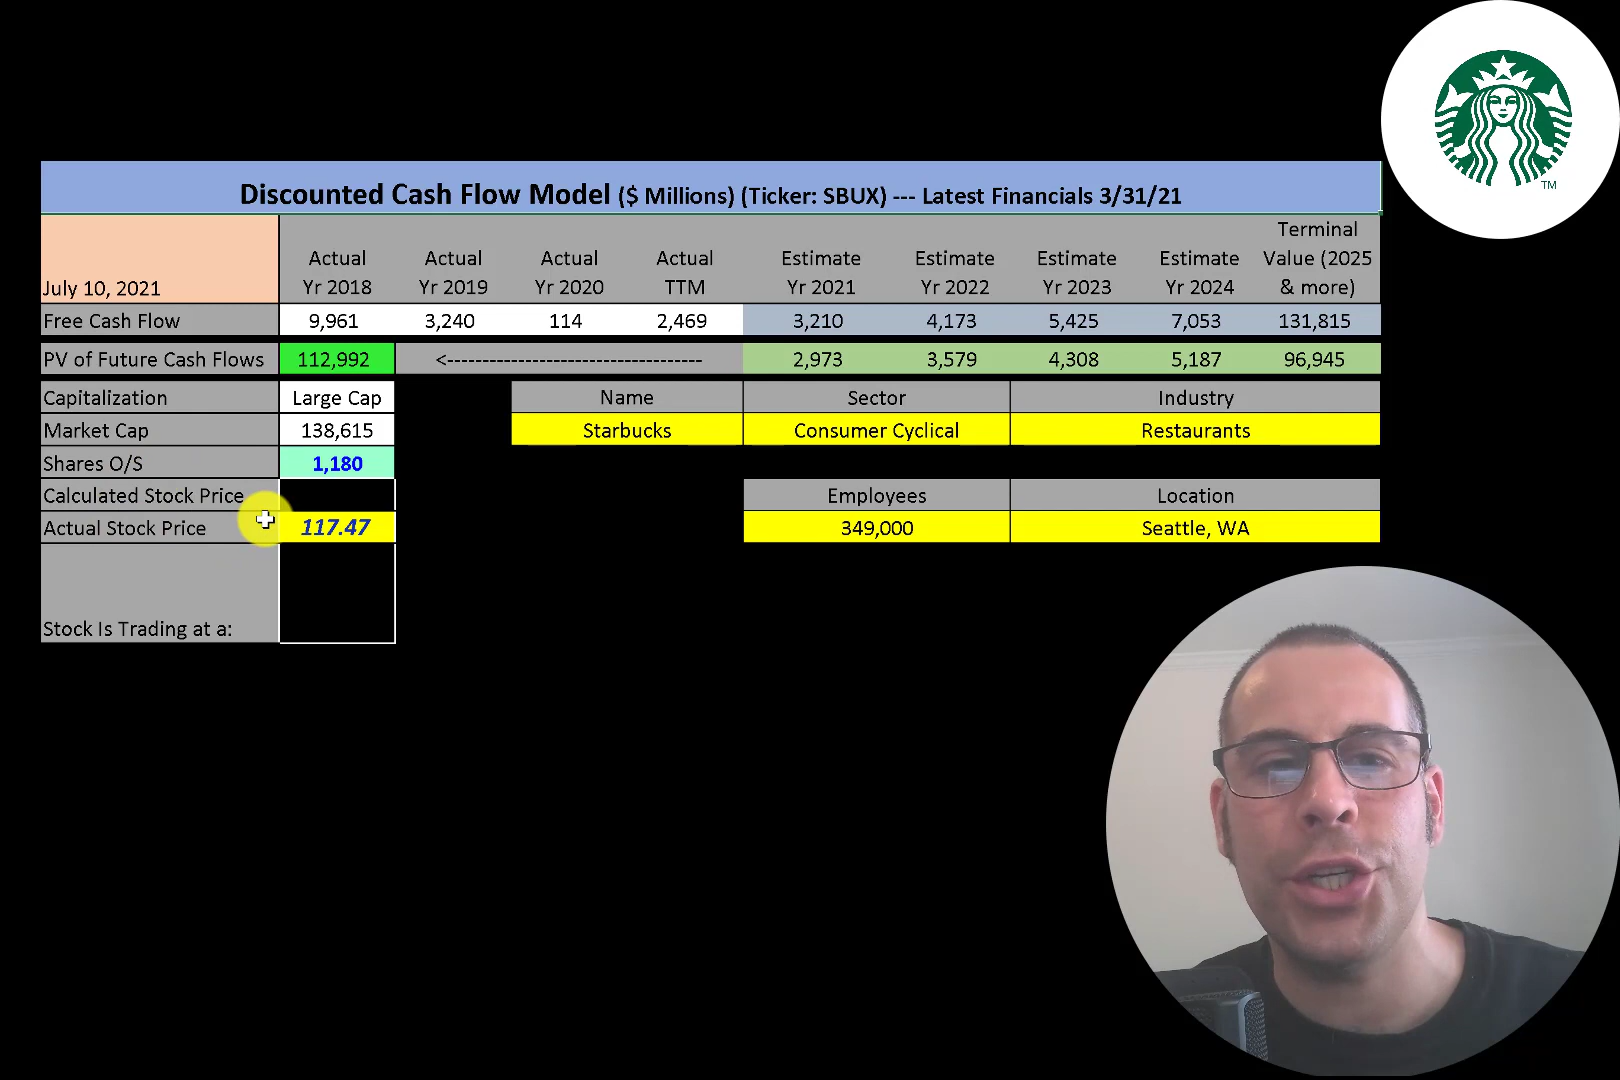 Discounted Cash Flow Model ($ Millions) (Ticker: SBUX) --- Latest Financials 3/31/21
July 10, 2021 Actual Yr 2018 Actual Yr 2019 Actual Yr 2020 Actual TTM Estimate Yr 2021 Estimate Yr 2022 Estimate Yr 2023 Estimate Yr 2024 Terminal Value (2025 & more)
Free Cash Flow 9,961 3,240 114 2,469 3,210 4,173 5,425 7,053 131,815
PV of Future Cash Flows 112,992 <----------------------------------- 2,973 3,579 4,308 5,187 96,945
Capitalization Large Cap Name Sector Industry
Market Cap 138,615 Starbucks Consumer Cyclical Restaurants
Shares O/S 1,180
Calculated Stock Price Employees Location
Actual Stock Price 117.47 349,000 Seattle, WA
Stock Is Trading at a:
TM